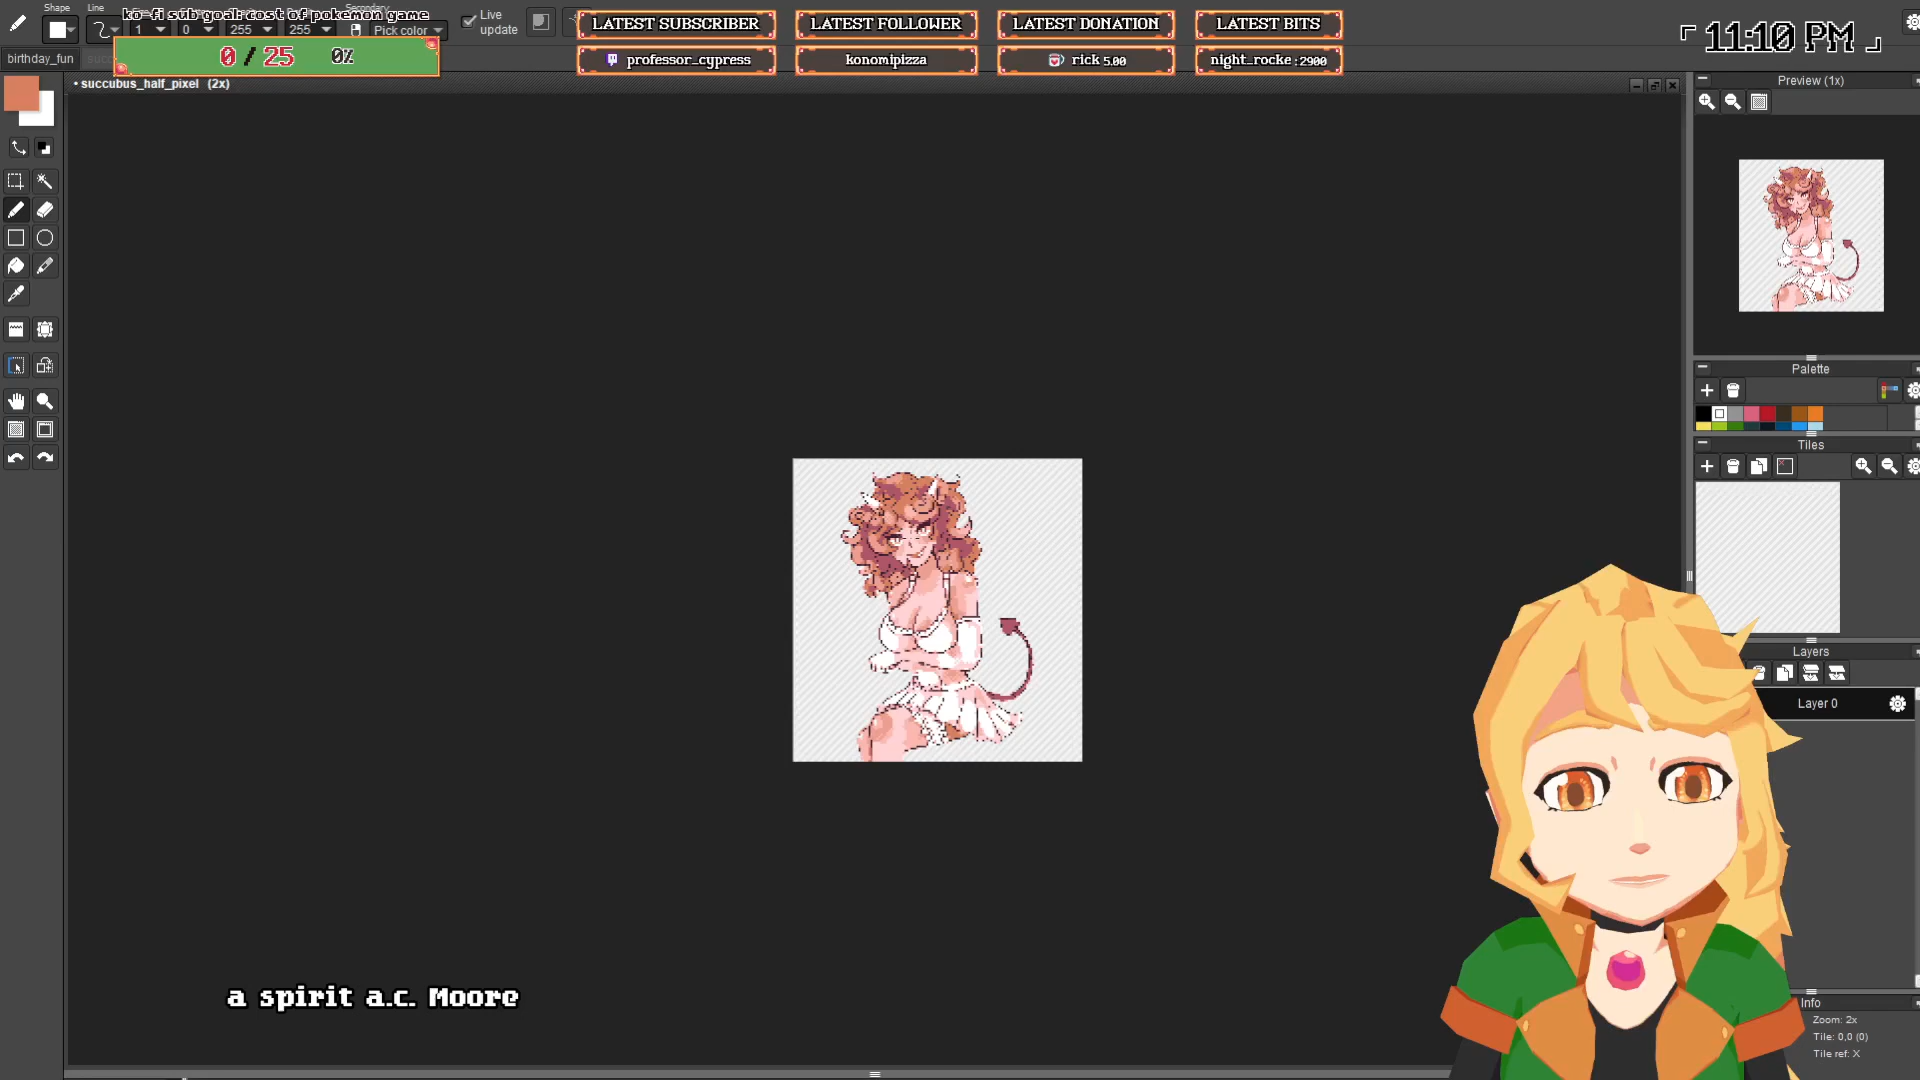 Shape
Line
ko-fi sub goal: cost of pokemon game
1
0
255
255
Pick color
Live
update
LATEST SUBSCRIBER
LATEST FOLLOWER
LATEST DONATION
LATEST BITS
11:10 PM
birthday_fun
0 / 25 0%
professor_cypress
konomipizza
rick 5.00
night_rocke :2900
• succubus_half_pixel (2x)
Preview (1x)
Palette
Tiles
Layers
Layer 0
a spirit a.c. Moore
Info
Zoom: 2x
Tile: 0,0 (0)
Tile ref: X